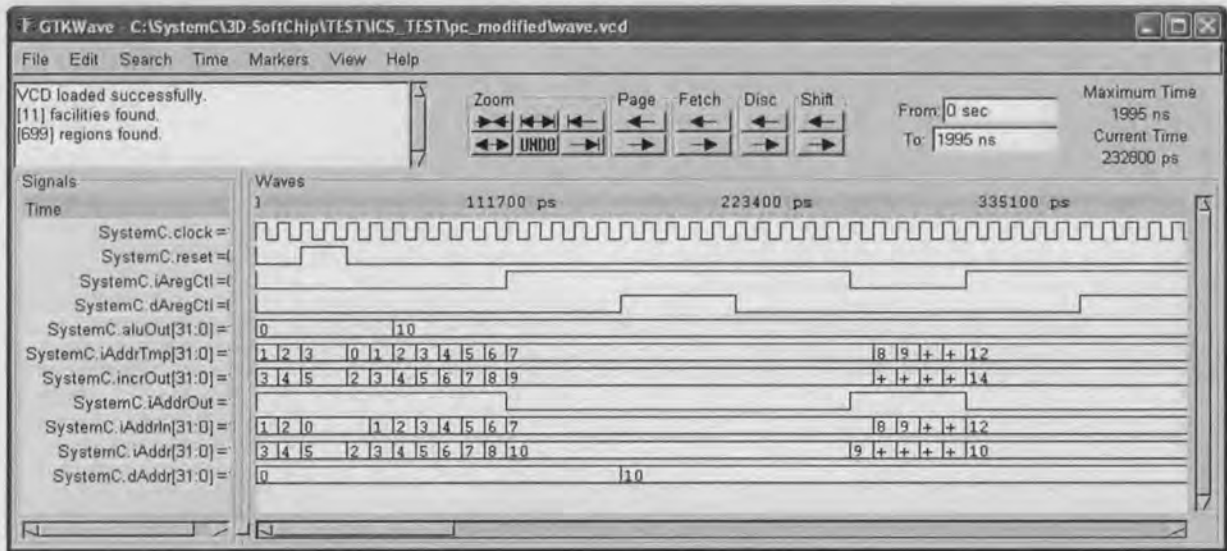 GTKWave - C:\SystemC\3D-SoftChip\TEST\ICS_TEST\pc_modified\wave.vcd
File Edit Search Time Markers View Help
VCD loaded successfully.
[11] facilities found.
[699] regions found.
Zoom Page Fetch Disc Shift
UNDO
From: 0 sec
To: 1995 ns
Maximum Time
1995 ns
Current Time
232800 ps
Signals
Waves
Time
111700 ps 223400 ps 335100 ps
SystemC.clock =
SystemC.reset =
SystemC.iAregCtl =
SystemC.dAregCtl =
SystemC.aluOut[31:0] = 0 10
SystemC.iAddrTmp[31:0] = 1 2 3 0 1 2 3 4 5 6 7 8 9 + + 12
SystemC.incrOut[31:0] = 3 4 5 2 3 4 5 6 7 8 9 + + + + 14
SystemC.iAddrOut =
SystemC.iAddrIn[31:0] = 1 2 0 1 2 3 4 5 6 7 8 9 + + 12
SystemC.iAddr[31:0] = 3 4 5 2 3 4 5 6 7 8 10 9 + + + + 10
SystemC.dAddr[31:0] = 0 10